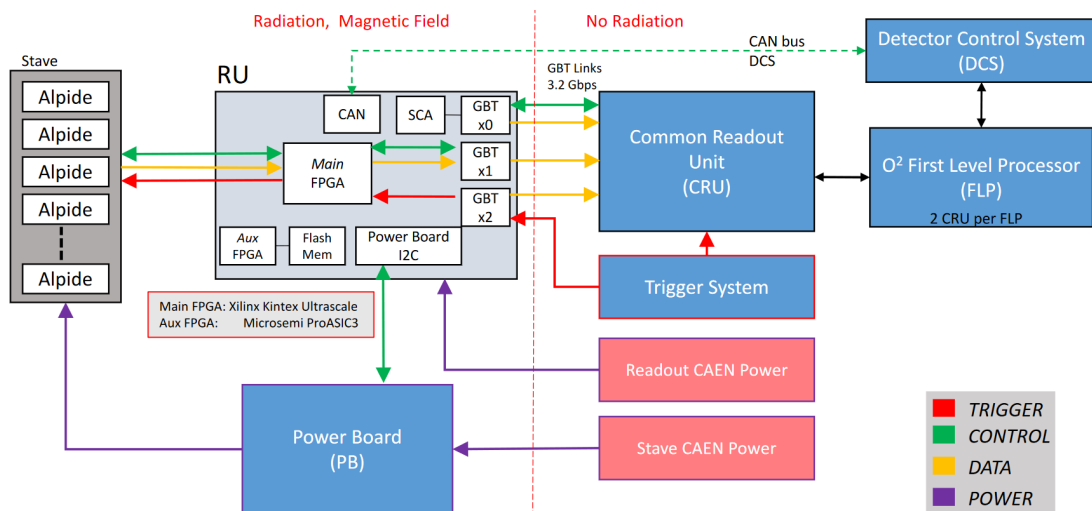 Radiation, Magnetic Field
No Radiation
Stave
Alpide
Alpide
Alpide
Alpide
Alpide
RU
CAN
SCA
GBT
x0
GBT
x1
GBT
x2
Main
FPGA
Aux
FPGA
Flash
Mem
Power Board
I2C
GBT Links
3.2 Gbps
CAN bus
DCS
Detector Control System
(DCS)
Common Readout
Unit
(CRU)
O² First Level Processor
(FLP)
2 CRU per FLP
Trigger System
Main FPGA: Xilinx Kintex Ultrascale
Aux FPGA: Microsemi ProASIC3
Readout CAEN Power
Power Board
(PB)
Stave CAEN Power
TRIGGER
CONTROL
DATA
POWER